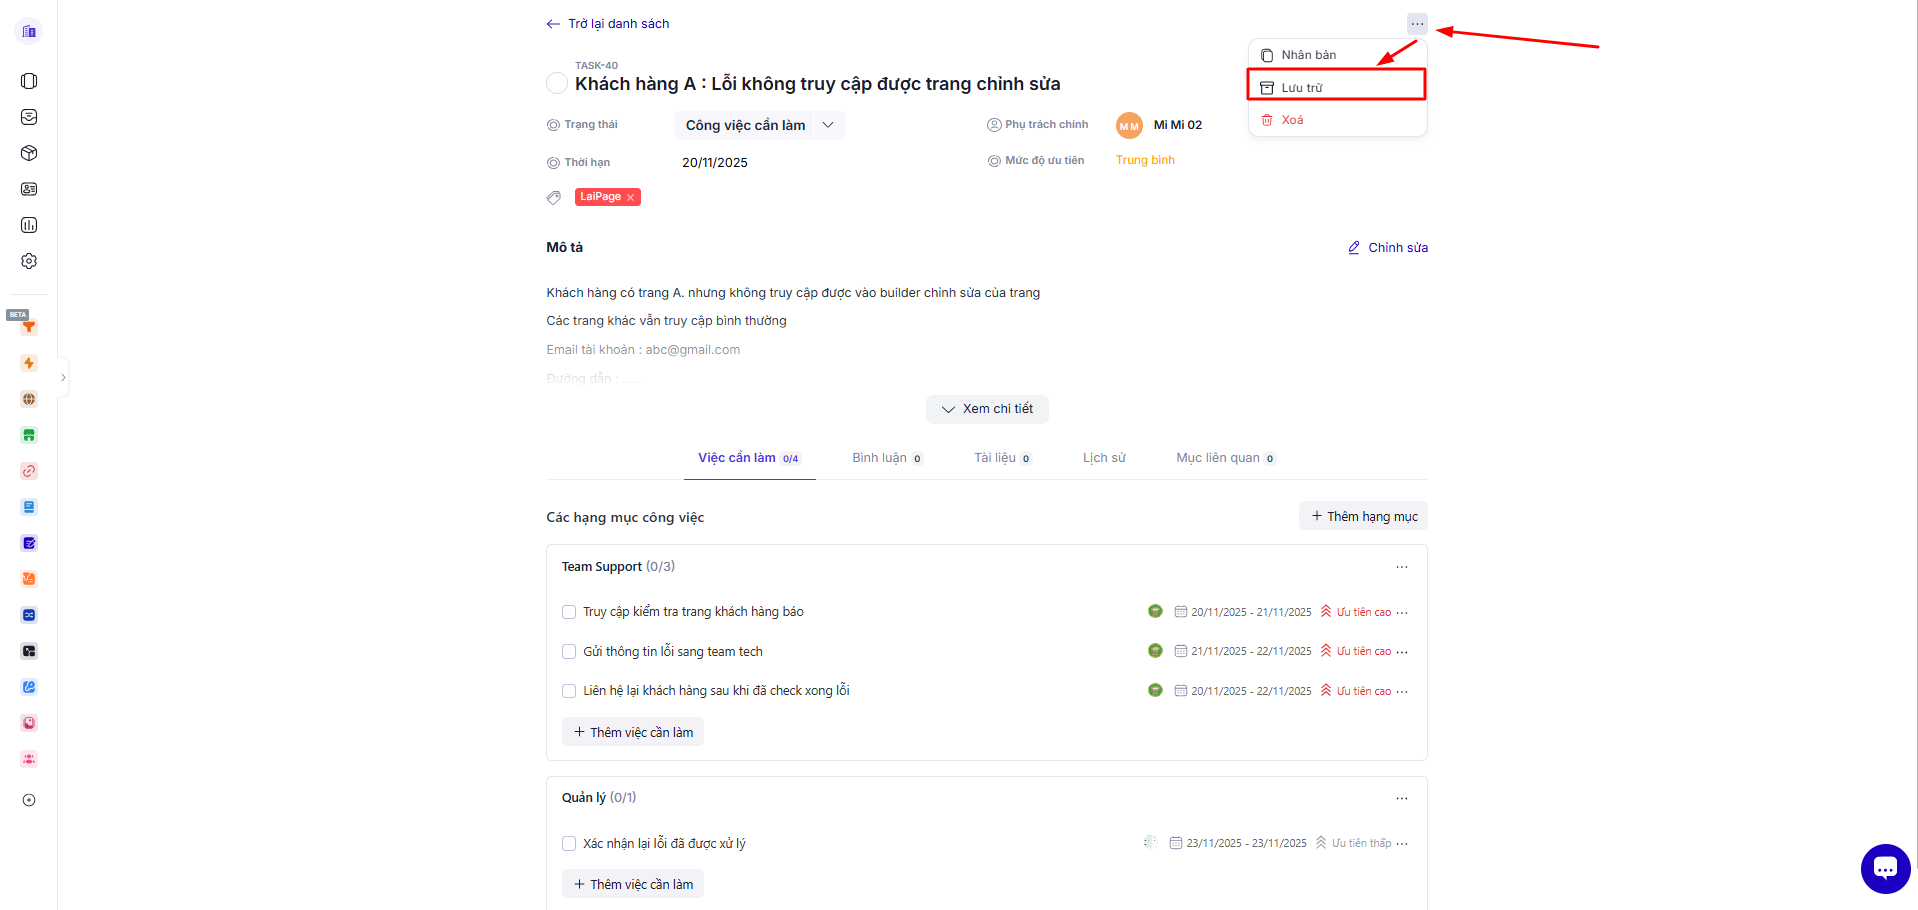 Trở lại danh sách
Nhân bản
Lưu trữ
Xoá
TASK-40
Khách hàng A : Lỗi không truy cập được trang chỉnh sửa
Trạng thái
Công việc cần làm
Phụ trách chính
MM
Mi Mi 02
Thời hạn
20/11/2025
Mức độ ưu tiên
Trung bình
LaiPage
Mô tả
Chỉnh sửa
Khách hàng có trang A. nhưng không truy cập được vào builder chỉnh sửa của trang
Các trang khác vẫn truy cập bình thường
Email tài khoản : abc@gmail.com
Đường dẫn : ......
Xem chi tiết
Việc cần làm 0/4
Bình luận 0
Tài liệu 0
Lịch sử
Mục liên quan 0
Các hạng mục công việc
Thêm hạng mục
Team Support (0/3)
Truy cập kiểm tra trang khách hàng báo
20/11/2025 - 21/11/2025
Ưu tiên cao
Gửi thông tin lỗi sang team tech
21/11/2025 - 22/11/2025
Ưu tiên cao
Liên hệ lại khách hàng sau khi đã check xong lỗi
20/11/2025 - 22/11/2025
Ưu tiên cao
Thêm việc cần làm
Quản lý (0/1)
Xác nhận lại lỗi đã được xử lý
23/11/2025 - 23/11/2025
Ưu tiên thấp
Thêm việc cần làm
BETA